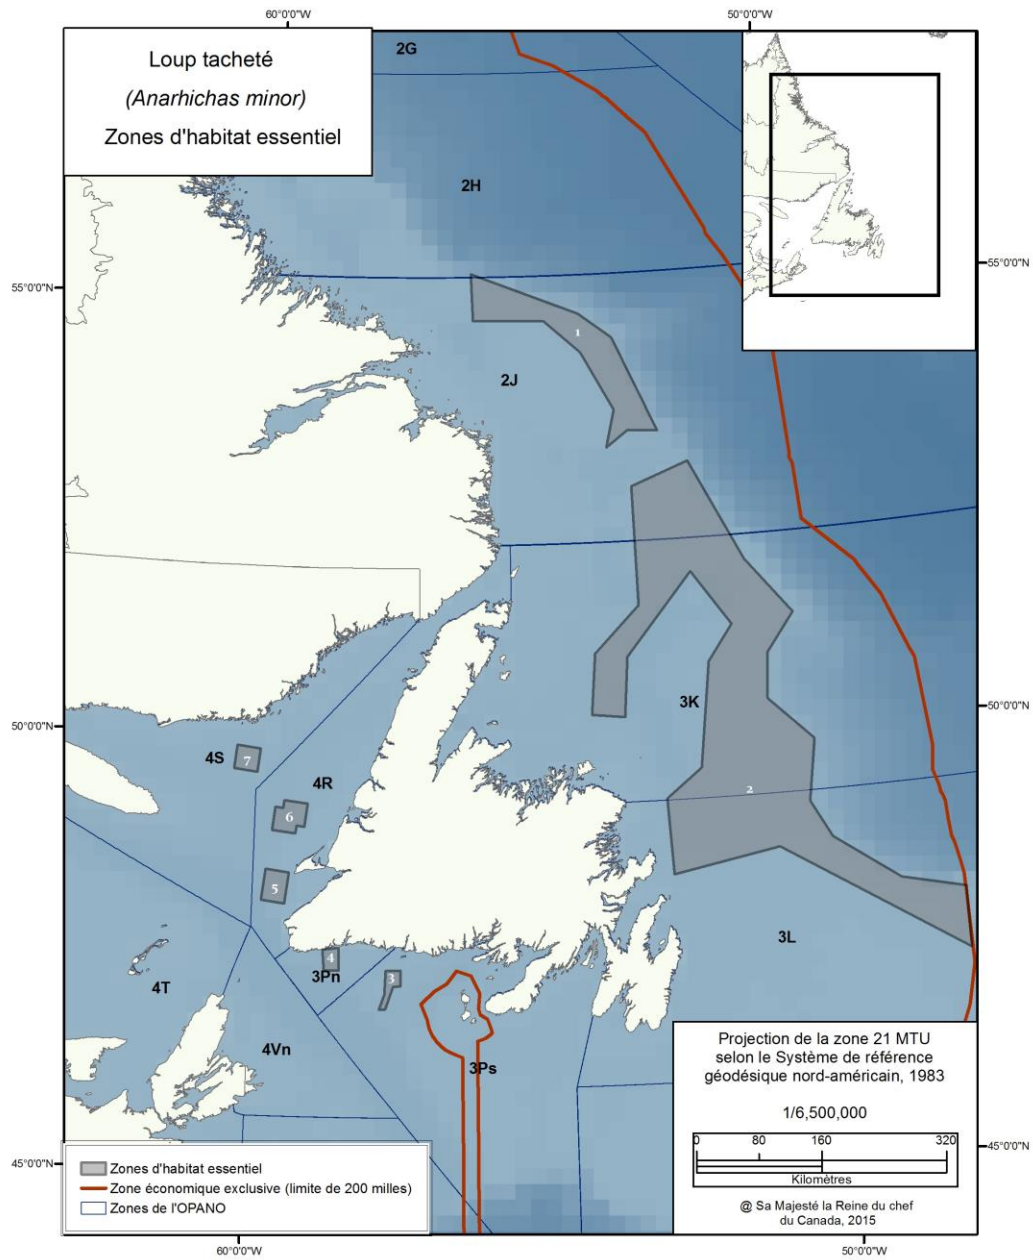 60°0'0"W
50°0'0"W
Loup tacheté
(Anarhichas minor)
Zones d'habitat essentiel
2G
2H
55°0'0"N
55°0'0"N
1
2J
50°0'0"N
50°0'0"N
3K
4S
7
4R
6
2
5
3L
4
3Pn
3
4T
4Vn
3Ps
Projection de la zone 21 MTU
selon le Système de référence
géodésique nord-américain, 1983
1/6,500,000
0 80 160 320
Kilomètres
@ Sa Majesté la Reine du chef
du Canada, 2015
45°0'0"N
45°0'0"N
Zones d'habitat essentiel
Zone économique exclusive (limite de 200 milles)
Zones de l'OPANO
60°0'0"W
50°0'0"W